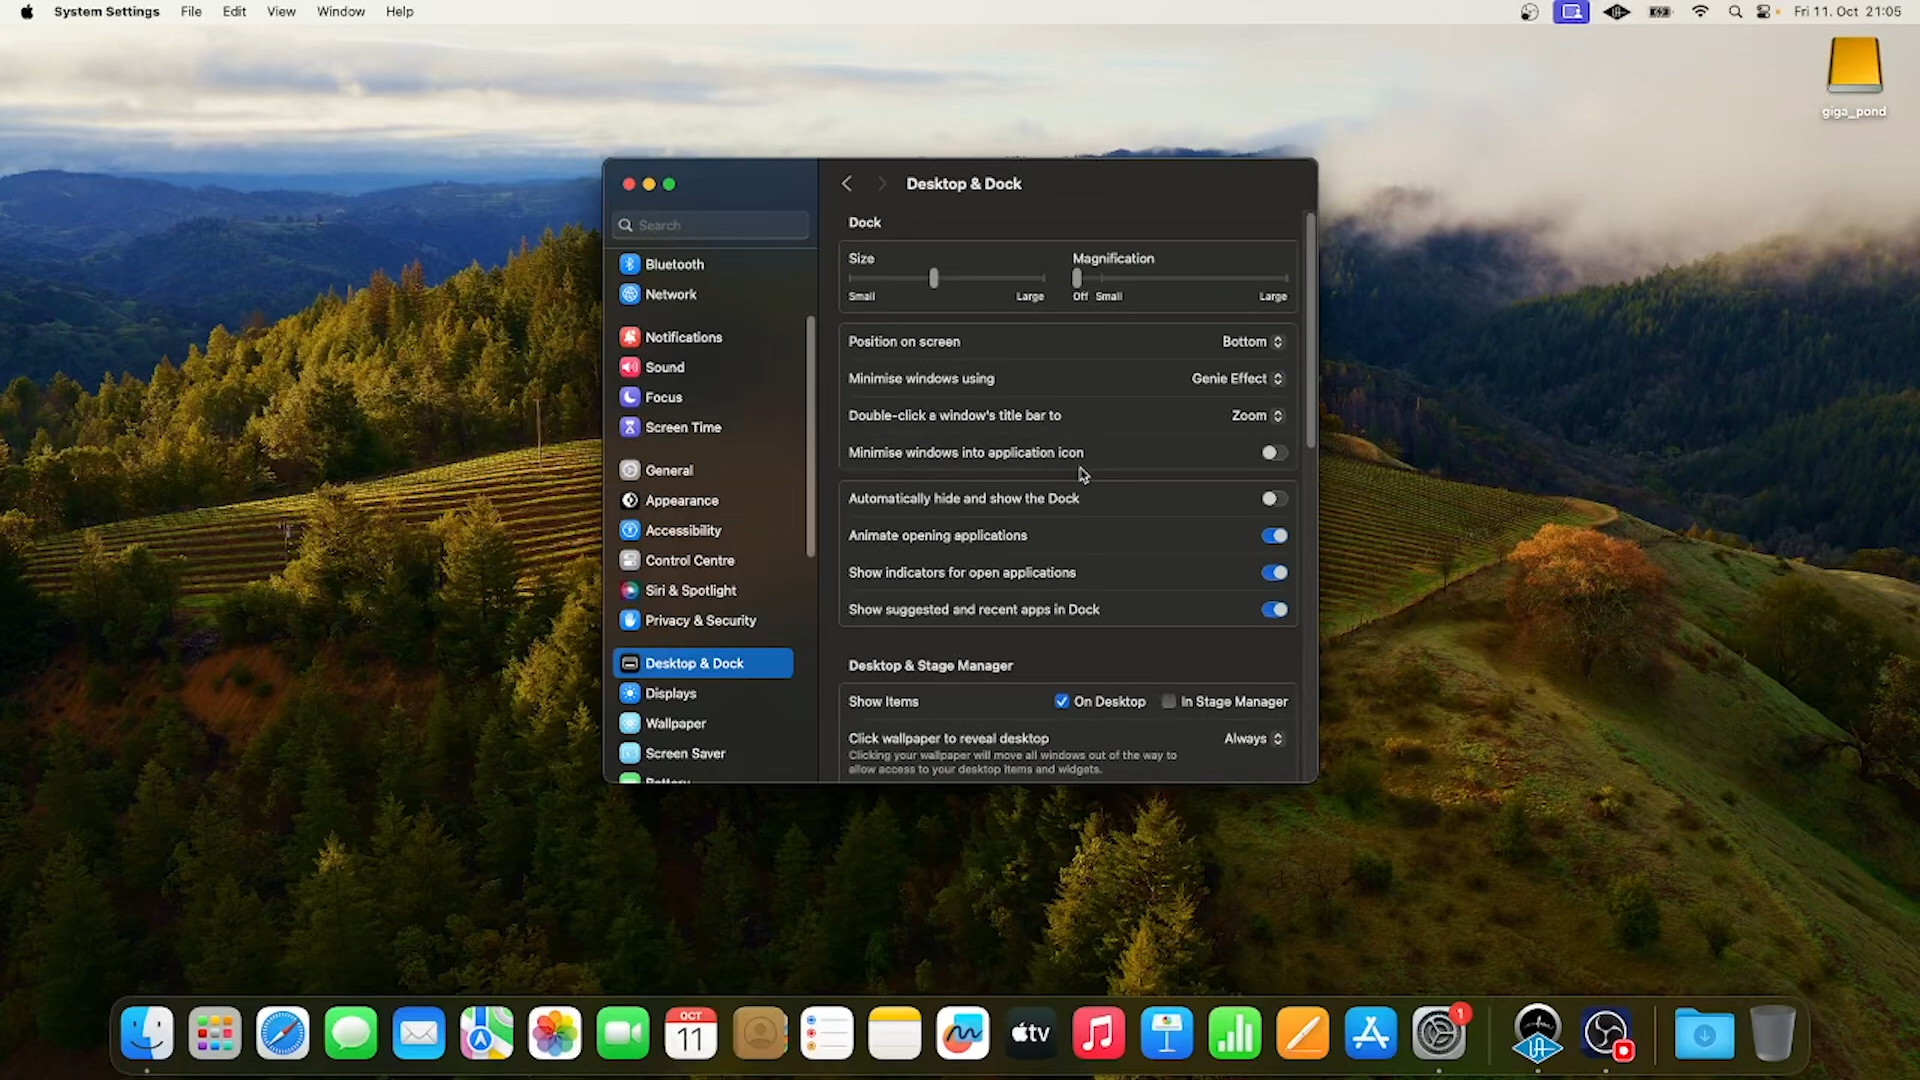 System Settings File Edit View Window Help Fri 11. Oct 21:05
giga_pond
Desktop & Dock
Search
Bluetooth
Network
Notifications
Sound
Focus
Screen Time
General
Appearance
Accessibility
Control Centre
Siri & Spotlight
Privacy & Security
Desktop & Dock
Displays
Wallpaper
Screen Saver
Battery
Dock
Size Magnification
Small Large Off Small Large
Position on screen Bottom
Minimise windows using Genie Effect
Double-click a window's title bar to Zoom
Minimise windows into application icon
Automatically hide and show the Dock
Animate opening applications
Show indicators for open applications
Show suggested and recent apps in Dock
Desktop & Stage Manager
Show Items On Desktop In Stage Manager
Click wallpaper to reveal desktop Always
Clicking your wallpaper will move all windows out of the way to
allow access to your desktop items and widgets.
OCT
11
tv
1